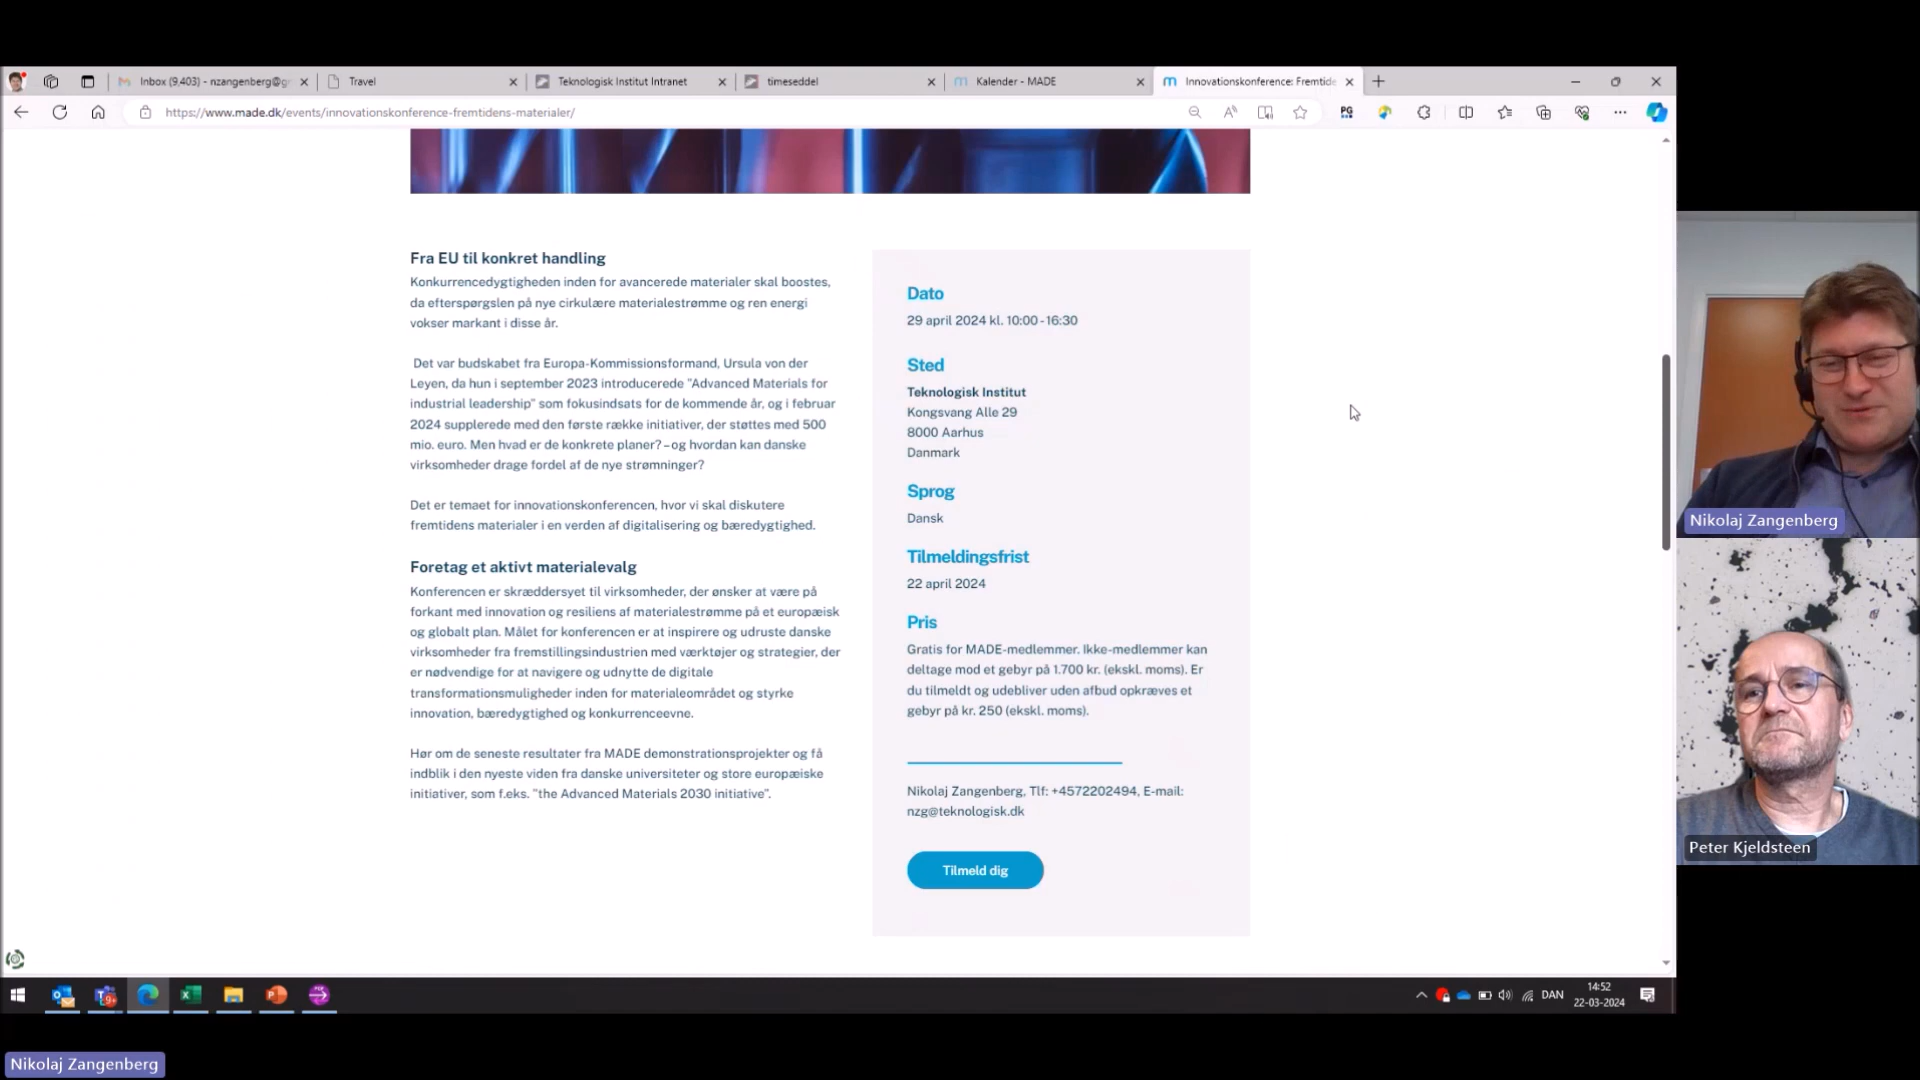 Inbox (9,403) - nzangenberg@gr
Travel
Teknologisk Institut Intranet
timeseddel
Kalender - MADE
Innovationskonference: Fremtide
https://www.made.dk/events/innovationskonference-fremtidens-materialer/
PG
Fra EU til konkret handling
Konkurrencedygtigheden inden for avancerede materialer skal boostes,
da efterspørgslen på nye cirkulære materialestrømme og ren energi
vokser markant i disse år.
Det var budskabet fra Europa-Kommissionsformand, Ursula von der
Leyen, da hun i september 2023 introducerede "Advanced Materials for
industrial leadership" som fokusindsats for de kommende år, og i februar
2024 supplerede med den første række initiativer, der støttes med 500
mio. euro. Men hvad er de konkrete planer? – og hvordan kan danske
virksomheder drage fordel af de nye strømninger?
Det er temaet for innovationskonferencen, hvor vi skal diskutere
fremtidens materialer i en verden af digitalisering og bæredygtighed.
Foretag et aktivt materialevalg
Konferencen er skræddersyet til virksomheder, der ønsker at være på
forkant med innovation og resiliens af materialestrømme på et europæisk
og globalt plan. Målet for konferencen er at inspirere og udruste danske
virksomheder fra fremstillingsindustrien med værktøjer og strategier, der
er nødvendige for at navigere og udnytte de digitale
transformationsmuligheder inden for materialeområdet og styrke
innovation, bæredygtighed og konkurrenceevne.
Hør om de seneste resultater fra MADE demonstrationsprojekter og få
indblik i den nyeste viden fra danske universiteter og store europæiske
initiativer, som f.eks. "the Advanced Materials 2030 initiative".
Dato
29 april 2024 kl. 10:00 - 16:30
Sted
Teknologisk Institut
Kongsvang Alle 29
8000 Aarhus
Danmark
Sprog
Dansk
Tilmeldingsfrist
22 april 2024
Pris
Gratis for MADE-medlemmer. Ikke-medlemmer kan
deltage mod et gebyr på 1.700 kr. (ekskl. moms). Er
du tilmeldt og udebliver uden afbud opkræves et
gebyr på kr. 250 (ekskl. moms).
Nikolaj Zangenberg, Tlf: +4572202494, E-mail:
nzg@teknologisk.dk
Tilmeld dig
Nikolaj Zangenberg
Peter Kjeldsteen
DAN
14:52
22-03-2024
Nikolaj Zangenberg